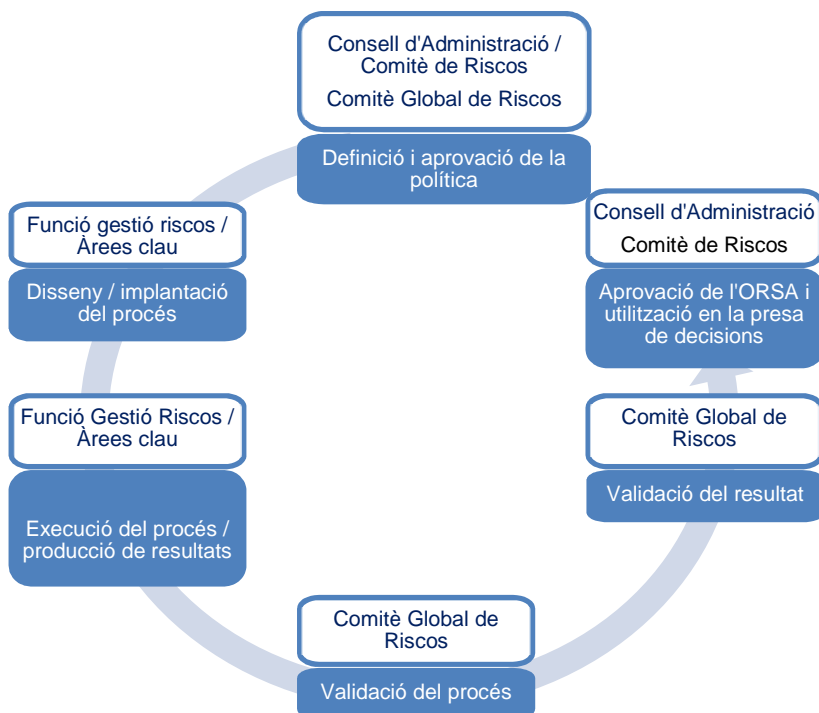 Consell d'Administració /
Comitè de Riscos
Comitè Global de Riscos
Definició i aprovació de la
política
Funció gestió riscos /
Àrees clau
Disseny / implantació
del procés
Funció Gestió Riscos /
Àrees clau
Execució del procés /
producció de resultats
Comitè Global de
Riscos
Validació del procés
Comitè Global de
Riscos
Validació del resultat
Consell d'Administració
Comitè de Riscos
Aprovació de l'ORSA i
utilització en la presa
de decisions